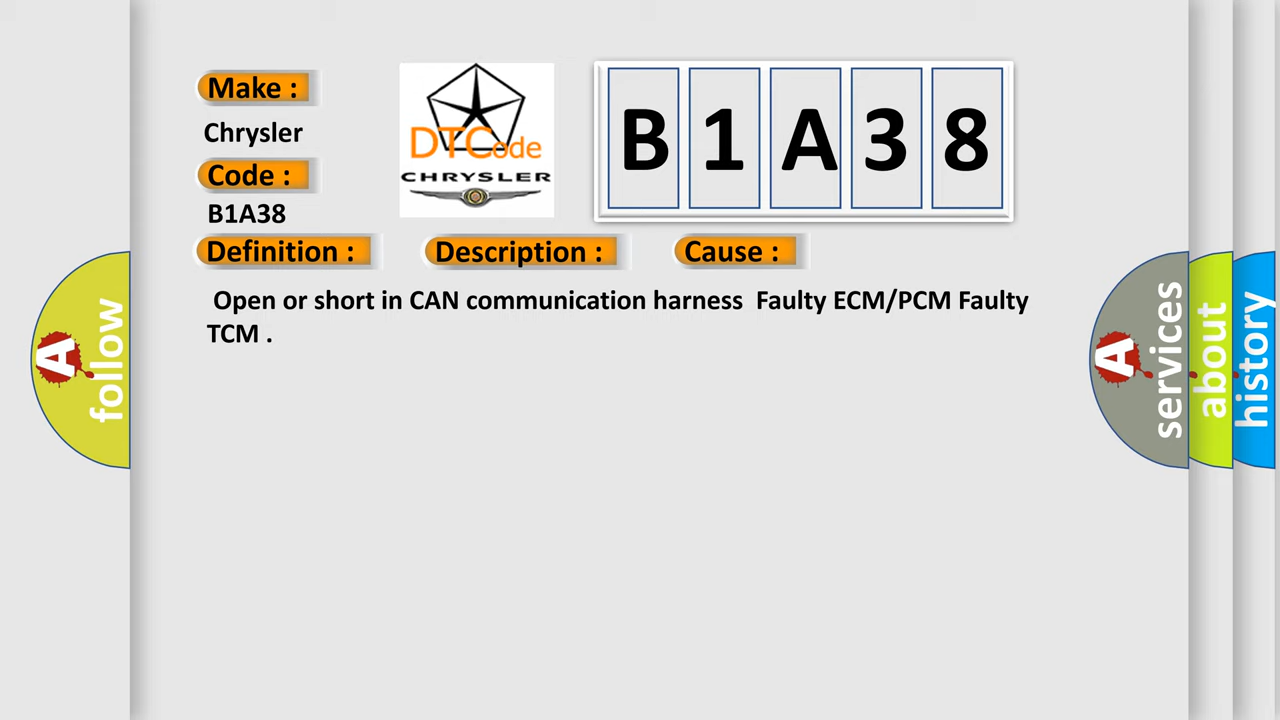 Make :
Chrysler
Code :
B1A38
DTCode
CHRYSLER
B 1 A 3 8
Definition :
Description :
Cause :
Open or short in CAN communication harness Faulty ECM/PCM Faulty
TCM .
A follow
A services
about
history